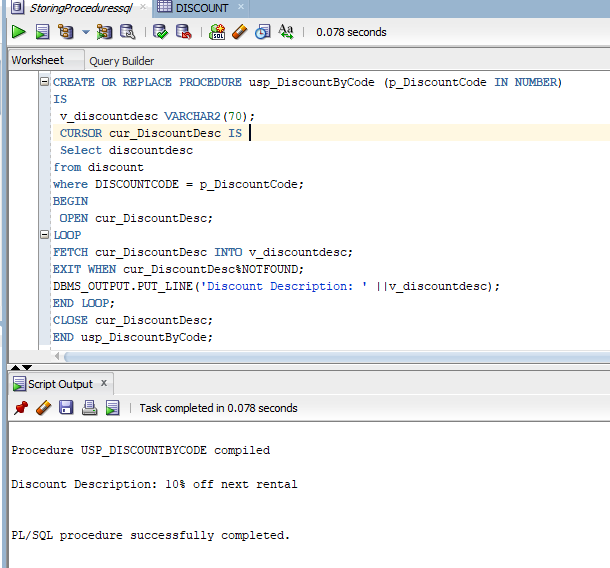 StoringProceduressql
DISCOUNT
0.078 seconds
Worksheet
Query Builder
CREATE OR REPLACE PROCEDURE usp_DiscountByCode (p_DiscountCode IN NUMBER)
IS
v_discountdesc VARCHAR2(70);
CURSOR cur_DiscountDesc IS
Select discountdesc
from discount
where DISCOUNTCODE = p_DiscountCode;
BEGIN
OPEN cur_DiscountDesc;
LOOP
FETCH cur_DiscountDesc INTO v_discountdesc;
EXIT WHEN cur_DiscountDesc%NOTFOUND;
DBMS_OUTPUT.PUT_LINE('Discount Description: ' ||v_discountdesc);
END LOOP;
CLOSE cur_DiscountDesc;
END usp_DiscountByCode;
Script Output x
Task completed in 0.078 seconds
Procedure USP_DISCOUNTBYCODE compiled
Discount Description: 10% off next rental
PL/SQL procedure successfully completed.